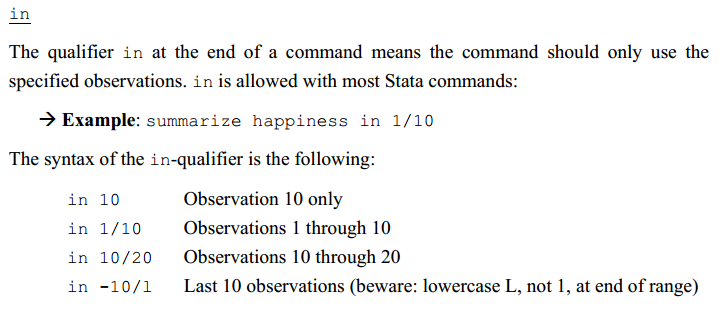 in
The qualifier in at the end of a command means the command should only use the
specified observations. in is allowed with most Stata commands:
→ Example: summarize happiness in 1/10
The syntax of the in-qualifier is the following:
in 10 Observation 10 only
in 1/10 Observations 1 through 10
in 10/20 Observations 10 through 20
in -10/l Last 10 observations (beware: lowercase L, not 1, at end of range)